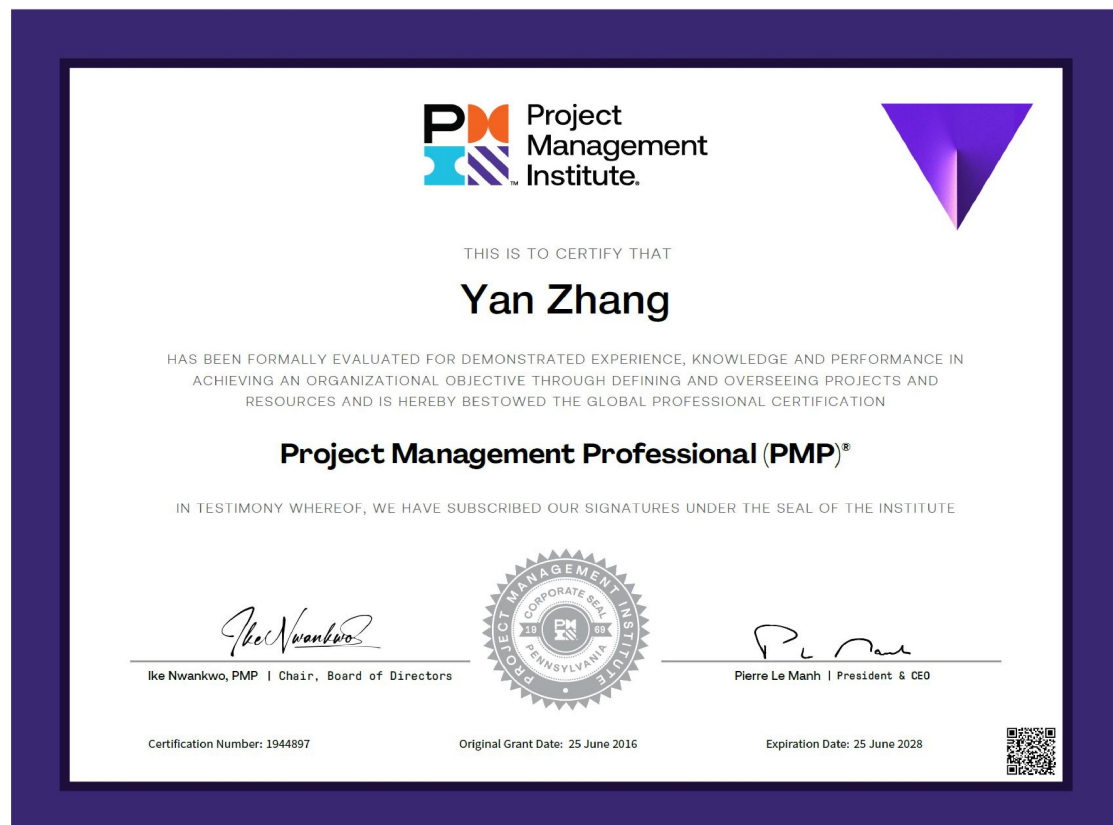 PM
Project
Management
Institute.
THIS IS TO CERTIFY THAT
Yan Zhang
HAS BEEN FORMALLY EVALUATED FOR DEMONSTRATED EXPERIENCE, KNOWLEDGE AND PERFORMANCE IN
ACHIEVING AN ORGANIZATIONAL OBJECTIVE THROUGH DEFINING AND OVERSEEING PROJECTS AND
RESOURCES AND IS HEREBY BESTOWED THE GLOBAL PROFESSIONAL CERTIFICATION
Project Management Professional (PMP)®
IN TESTIMONY WHEREOF, WE HAVE SUBSCRIBED OUR SIGNATURES UNDER THE SEAL OF THE INSTITUTE
PROJECT MANAGEMENT INSTITUTE
CORPORATE SEAL
19 69
PENNSYLVANIA
Ike Nwankwo
Ike Nwankwo, PMP | Chair, Board of Directors
Pierre Le Manh | President & CEO
Certification Number: 1944897
Original Grant Date: 25 June 2016
Expiration Date: 25 June 2028